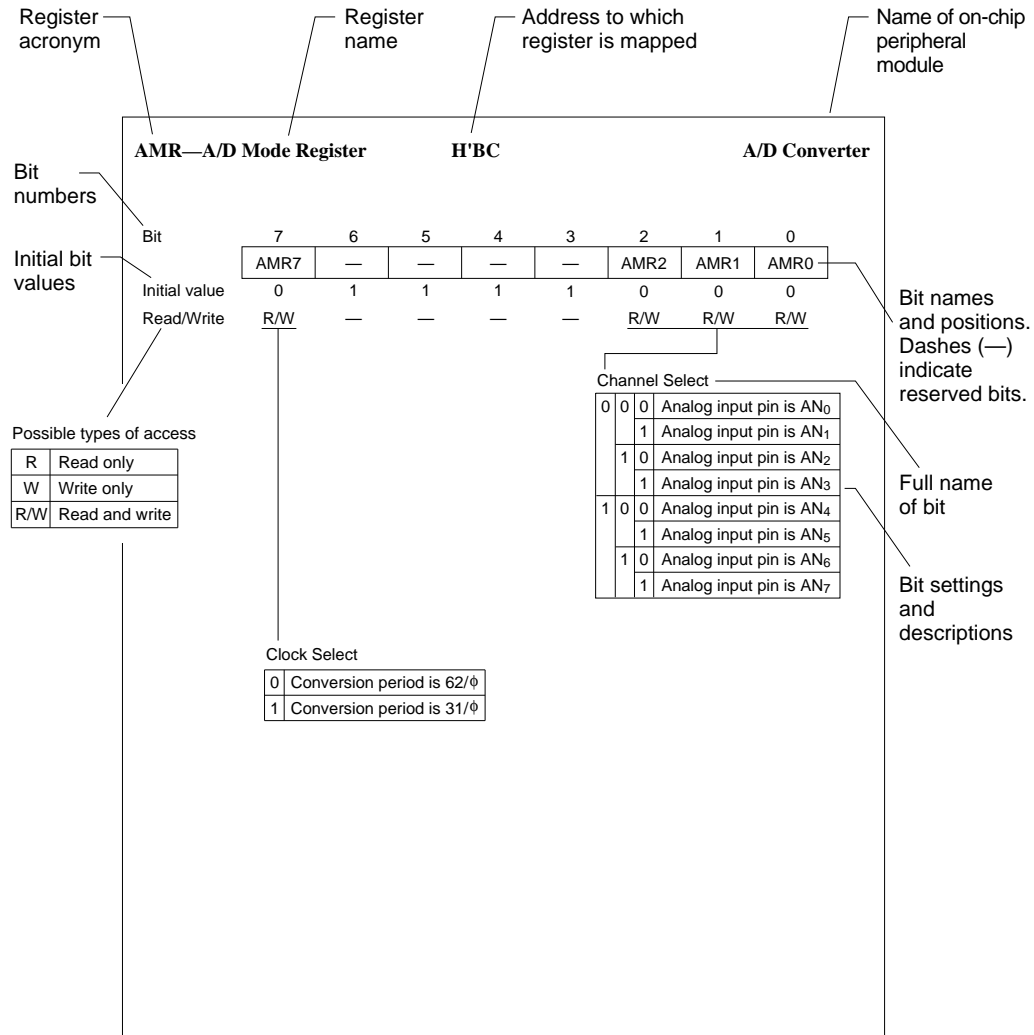 Register acronym
Register name
Address to which register is mapped
Name of on-chip peripheral module
AMR—A/D Mode Register H'BC A/D Converter
Bit numbers
Bit 7 6 5 4 3 2 1 0
AMR7 — — — — AMR2 AMR1 AMR0
Initial bit values
Initial value 0 1 1 1 1 0 0 0
Read/Write R/W — — — — R/W R/W R/W
Bit names and positions. Dashes (—) indicate reserved bits.
Possible types of access
R Read only
W Write only
R/W Read and write
Channel Select
0 0 0 Analog input pin is AN0
1 Analog input pin is AN1
1 0 Analog input pin is AN2
1 Analog input pin is AN3
1 0 0 Analog input pin is AN4
1 Analog input pin is AN5
1 0 Analog input pin is AN6
1 Analog input pin is AN7
Full name of bit
Bit settings and descriptions
Clock Select
0 Conversion period is 62/ϕ
1 Conversion period is 31/ϕ